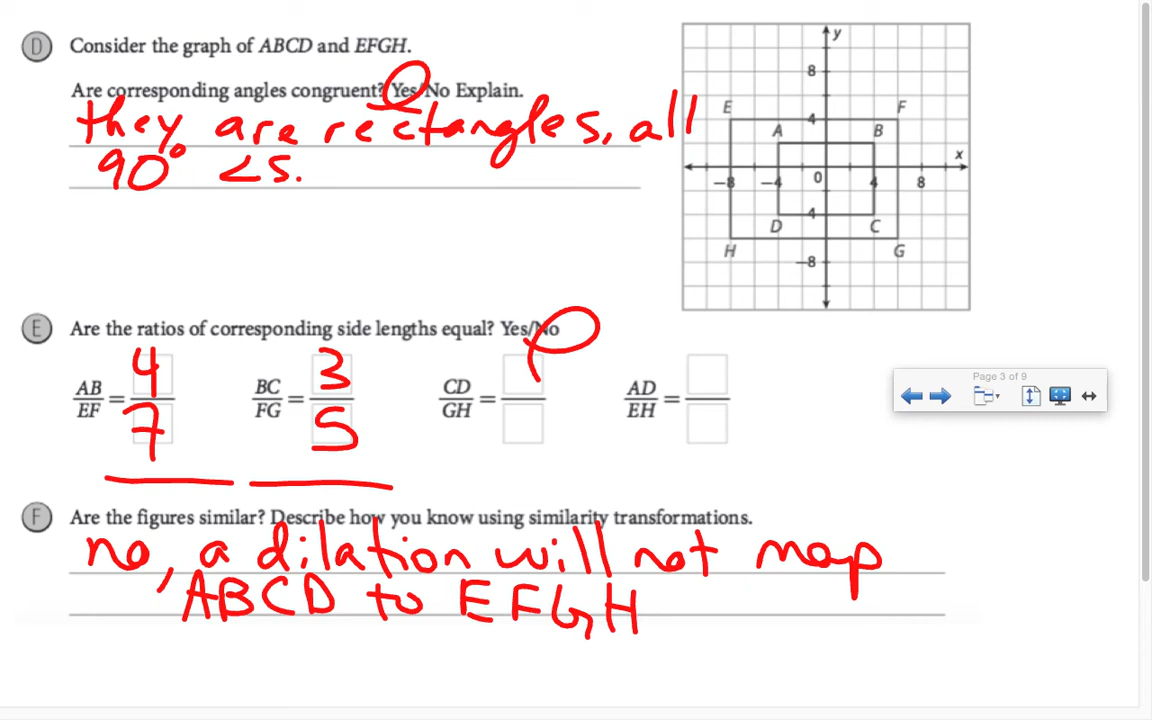 D Consider the graph of ABCD and EFGH.
Are corresponding angles congruent? Yes/No Explain.
they are rectangles, all
90° <s.
y
8
E
F
4
A
B
x
-8
-4
0
4
8
4
D
C
H
G
-8
E Are the ratios of corresponding side lengths equal? Yes/No
AB/EF = 4/7 BC/FG = 3/5 CD/GH = AD/EH =
Page 3 of 9
F Are the figures similar? Describe how you know using similarity transformations.
no, a dilation will not map
ABCD to EFGH